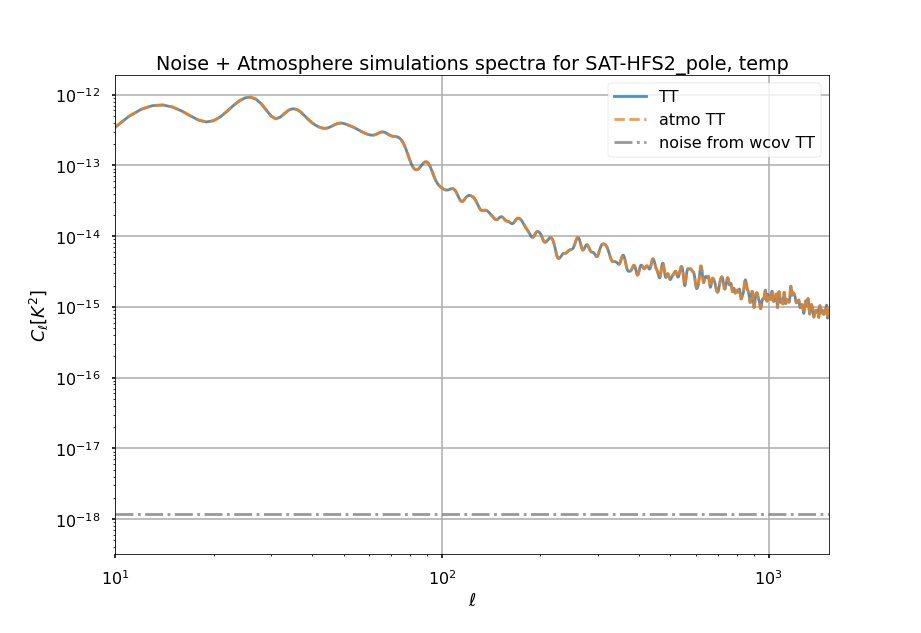 Noise + Atmosphere simulations spectra for SAT-HFS2_pole, temp
TT
atmo TT
noise from wcov TT
10⁻¹²
10⁻¹³
10⁻¹⁴
10⁻¹⁵
10⁻¹⁶
10⁻¹⁷
10⁻¹⁸
Cℓ[K²]
10¹ 10² 10³
ℓ